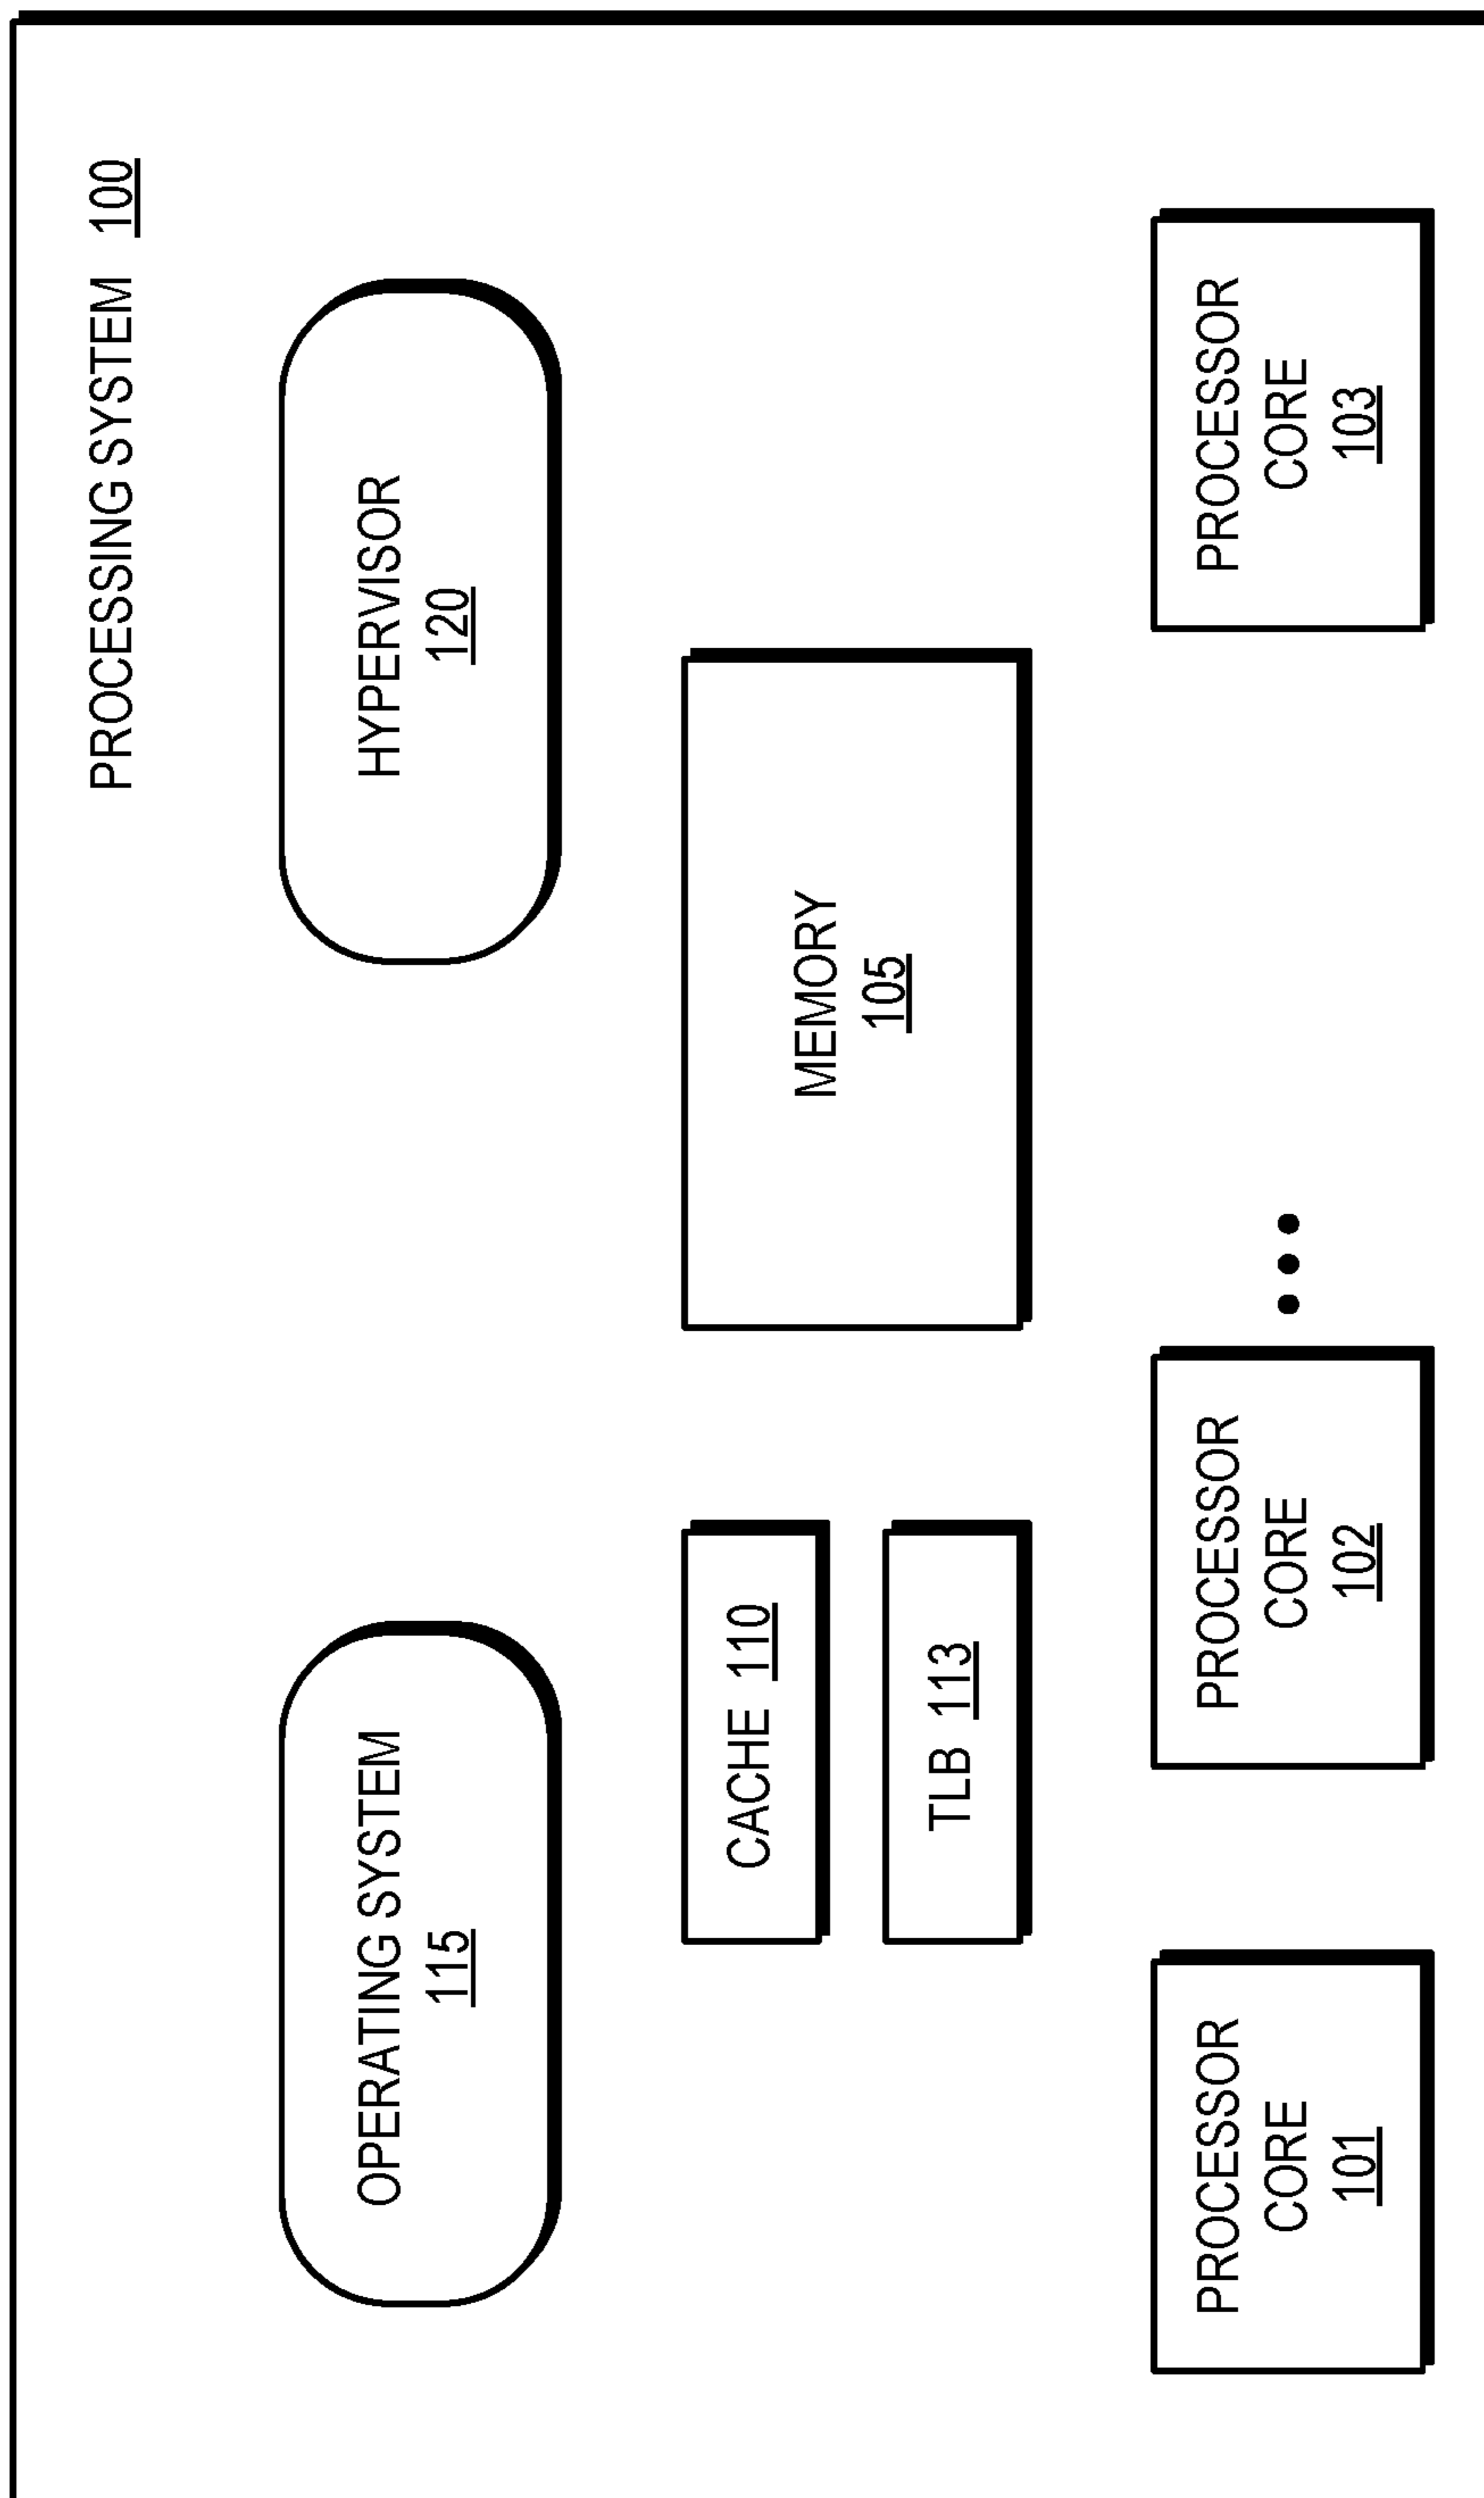 PROCESSING SYSTEM 100
OPERATING SYSTEM
115
HYPERVISOR
120
CACHE 110
TLB 113
MEMORY
105
PROCESSOR
CORE
101
PROCESSOR
CORE
102
PROCESSOR
CORE
103